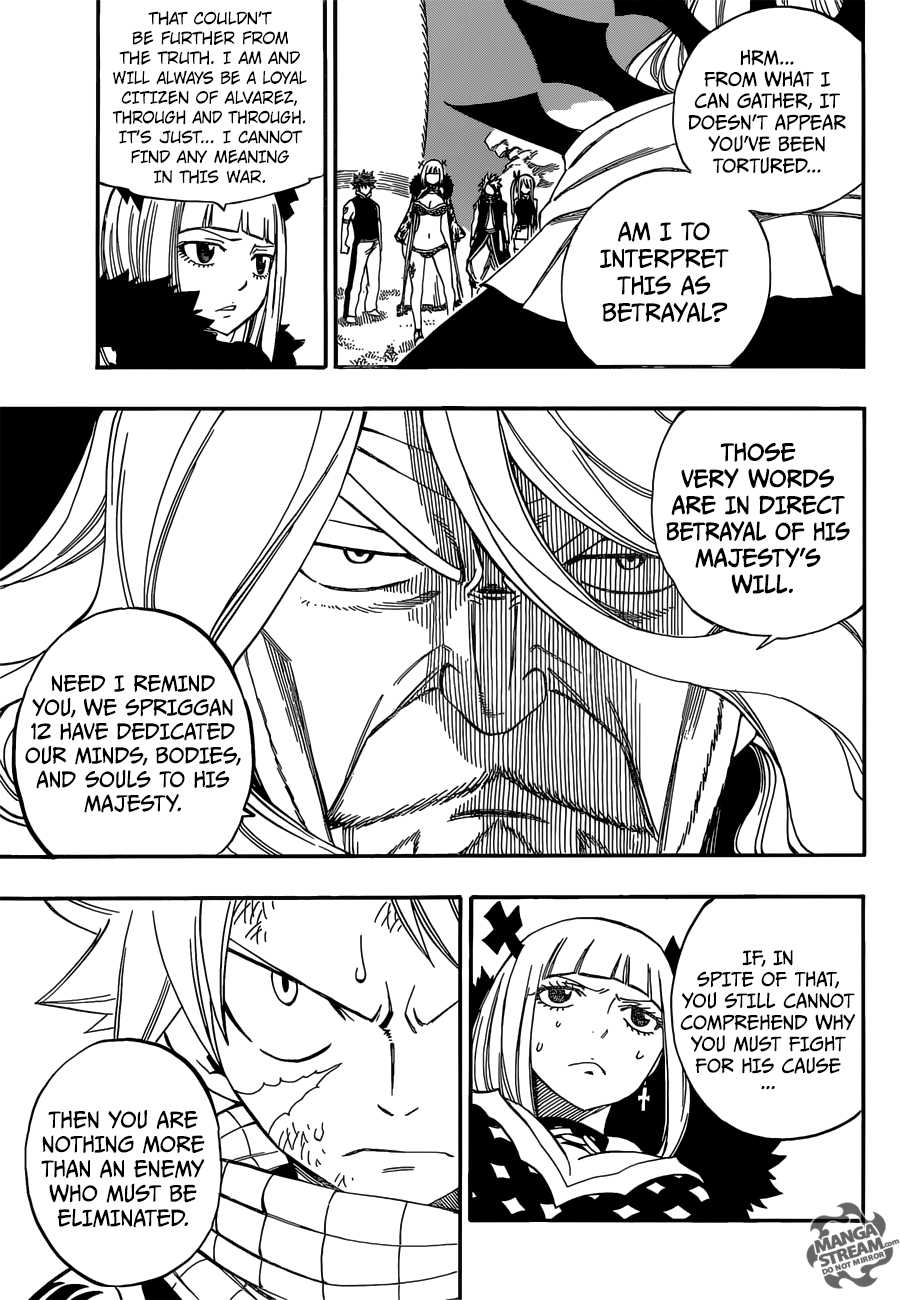 HRM...
FROM WHAT I
CAN GATHER, IT
DOESN'T APPEAR
YOU'VE BEEN
TORTURED...
AM I TO
INTERPRET
THIS AS
BETRAYAL?
THAT COULDN'T
BE FURTHER FROM
THE TRUTH. I AM AND
WILL ALWAYS BE A LOYAL
CITIZEN OF ALVAREZ,
THROUGH AND THROUGH.
IT'S JUST... I CANNOT
FIND ANY MEANING
IN THIS WAR.
THOSE
VERY WORDS
ARE IN DIRECT
BETRAYAL OF HIS
MAJESTY'S
WILL.
NEED I REMIND
YOU, WE SPRIGGAN
12 HAVE DEDICATED
OUR MINDS, BODIES,
AND SOULS TO HIS
MAJESTY.
IF, IN
SPITE OF THAT,
YOU STILL CANNOT
COMPREHEND WHY
YOU MUST FIGHT
FOR HIS CAUSE
...
THEN YOU ARE
NOTHING MORE
THAN AN ENEMY
WHO MUST BE
ELIMINATED.
MANGA
STREAM.com
DO NOT MIRROR